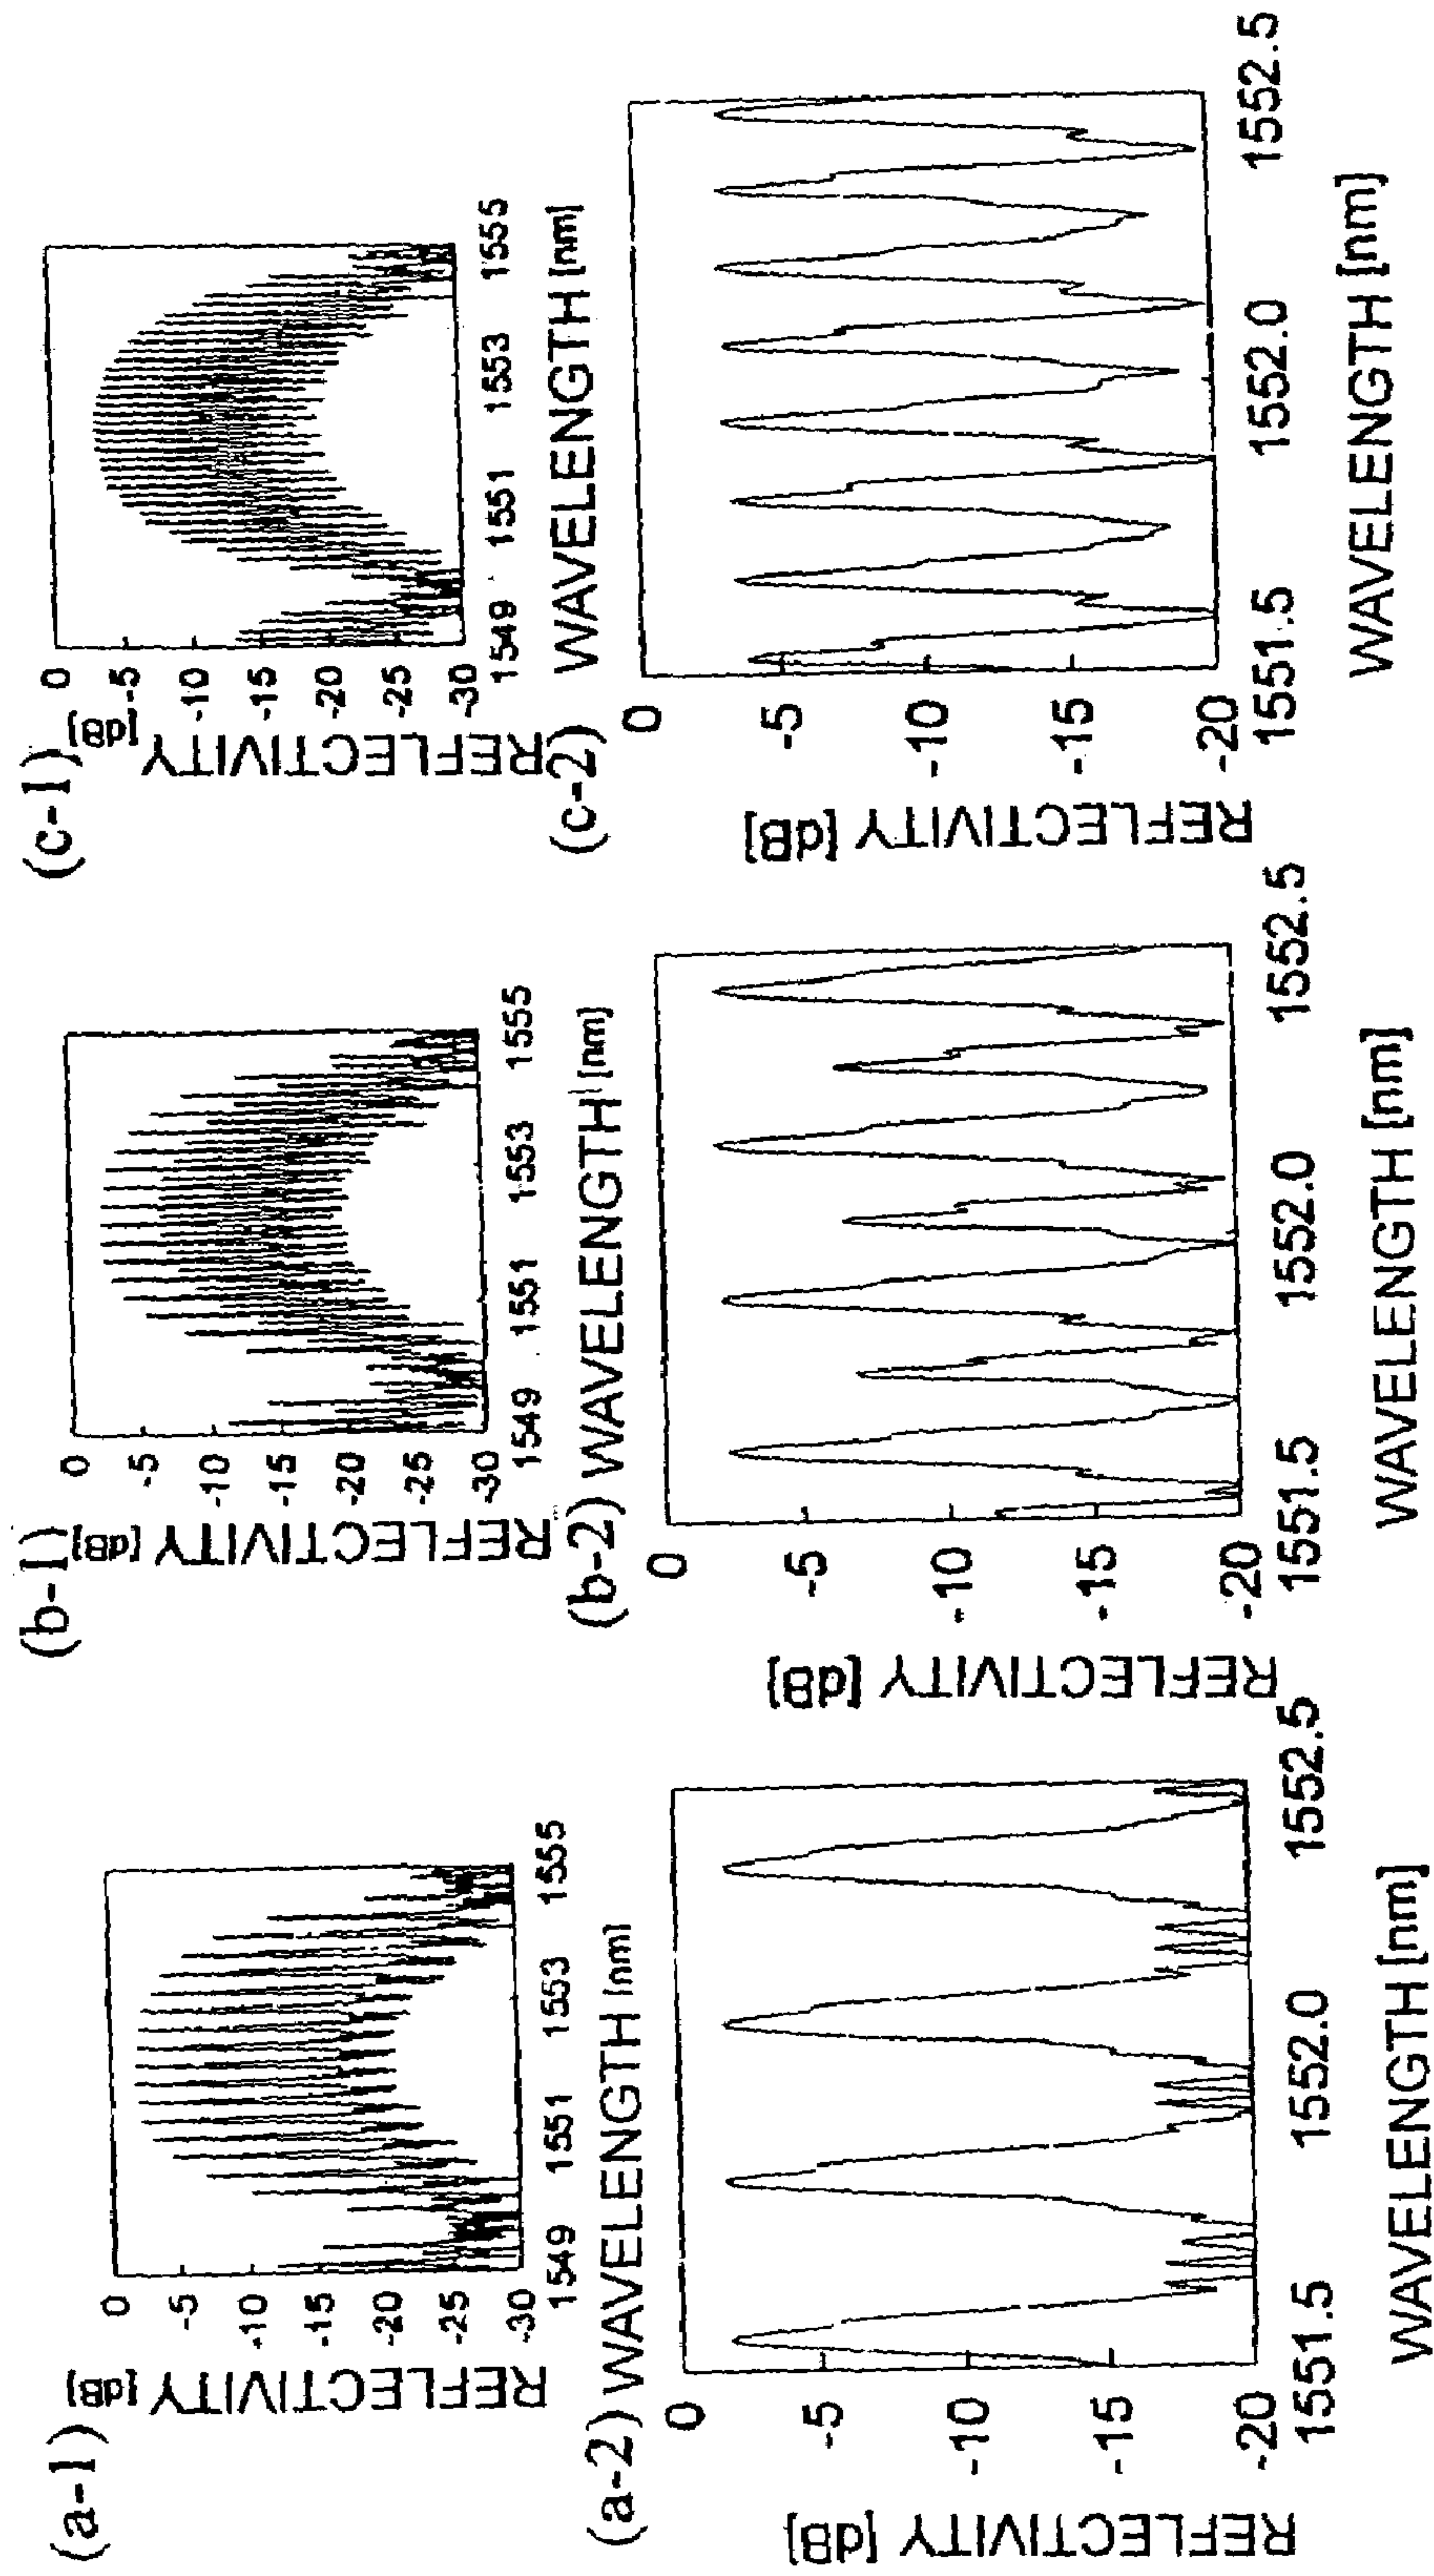 (a-1)
REFLECTIVITY [dB]
0
-5
-10
-15
-20
-25
-30
1549 1551 1553 1555
WAVELENGTH [nm]
(a-2)
REFLECTIVITY [dB]
0
-5
-10
-15
-20
1551.5 1552.0 1552.5
WAVELENGTH [nm]
(b-1)
REFLECTIVITY [dB]
0
-5
-10
-15
-20
-25
-30
1549 1551 1553 1555
WAVELENGTH [nm]
(b-2)
REFLECTIVITY [dB]
0
-5
-10
-15
-20
1551.5 1552.0 1552.5
WAVELENGTH [nm]
(c-1)
REFLECTIVITY [dB]
0
-5
-10
-15
-20
-25
-30
1549 1551 1553 1555
WAVELENGTH [nm]
(c-2)
REFLECTIVITY [dB]
0
-5
-10
-15
-20
1551.5 1552.0 1552.5
WAVELENGTH [nm]